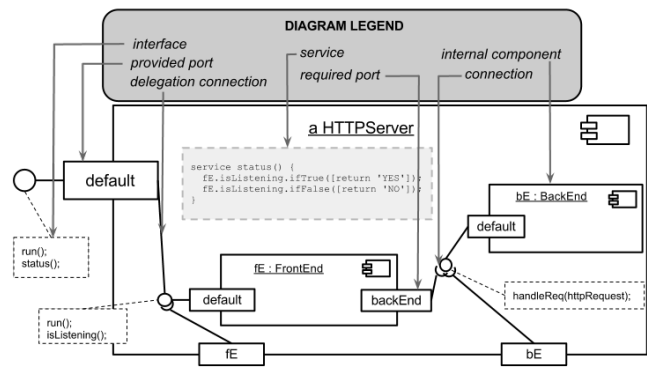 DIAGRAM LEGEND
interface
provided port
delegation connection
service
required port
internal component
connection
a HTTPServer
default
service status() {
fE.isListening.ifTrue([return 'YES']);
fE.isListening.ifFalse([return 'NO']);
}
run();
status();
bE : BackEnd
default
fE : FrontEnd
default
backEnd
handleReq(httpRequest);
run();
isListening();
fE
bE